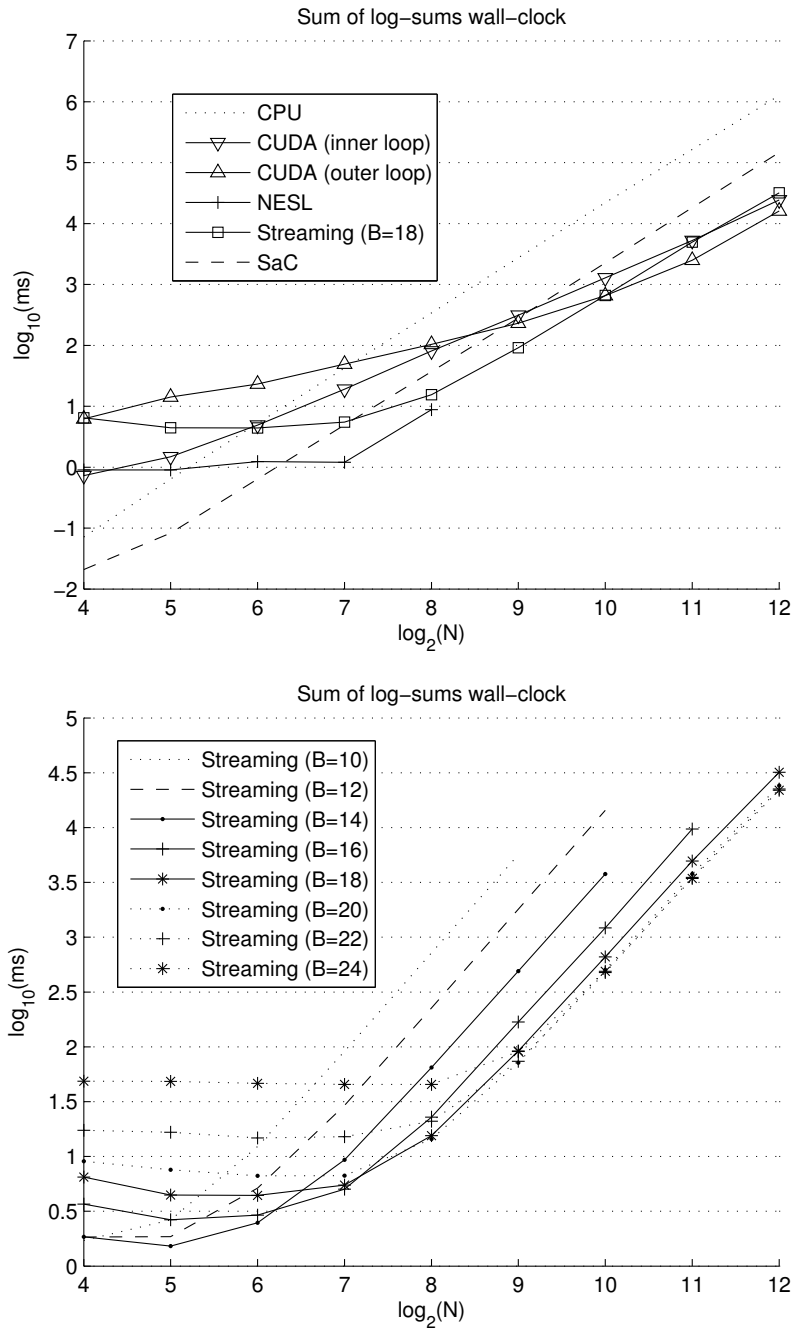 Sum of log−sums wall−clock
7
6
5
4
3
2
1
0
−1
−2
log10(ms)
CPU
CUDA (inner loop)
CUDA (outer loop)
NESL
Streaming (B=18)
SaC
4 5 6 7 8 9 10 11 12
log2(N)
Sum of log−sums wall−clock
5
4.5
4
3.5
3
2.5
2
1.5
1
0.5
0
log10(ms)
Streaming (B=10)
Streaming (B=12)
Streaming (B=14)
Streaming (B=16)
Streaming (B=18)
Streaming (B=20)
Streaming (B=22)
Streaming (B=24)
4 5 6 7 8 9 10 11 12
log2(N)